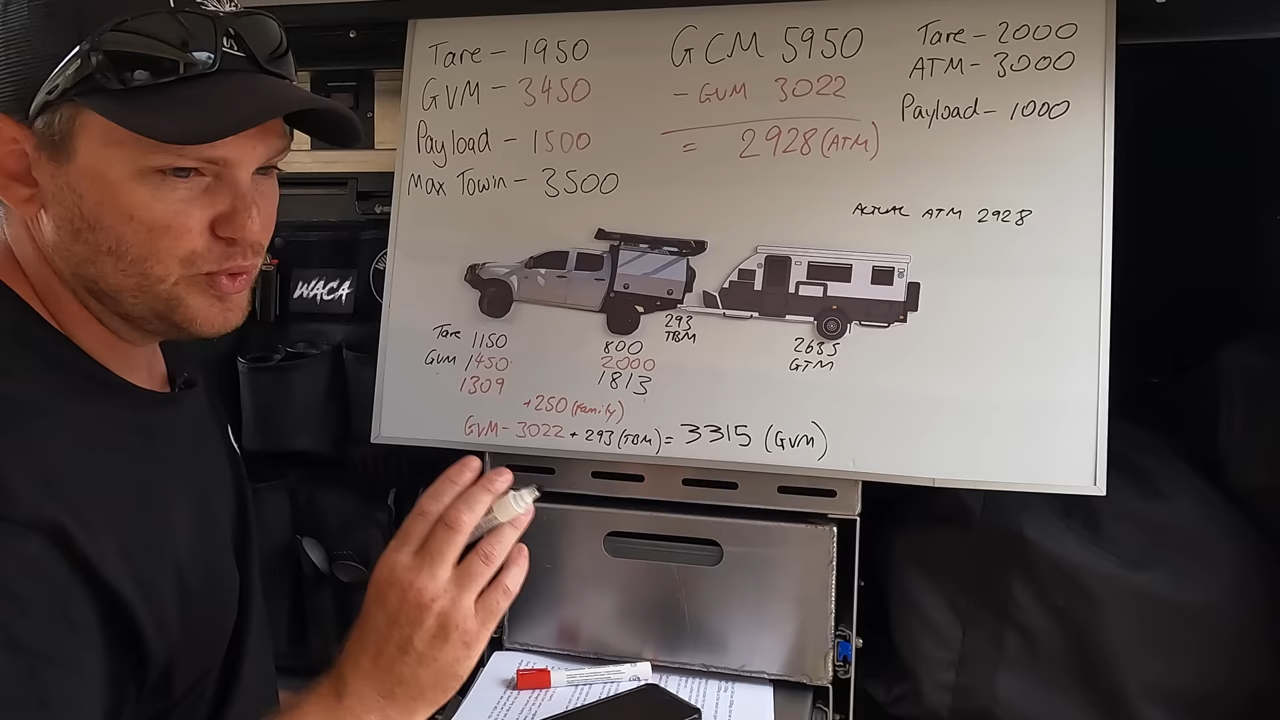 Tare - 1950
GVM - 3450
Payload - 1500
Max Towin - 3500
GCM 5950
- GVM 3022
= 2928 (ATM)
Tare - 2000
ATM - 3000
Payload - 1000
ACTUAL ATM 2928
293
TBM
Tare 1150
GVM 1450
1309
800
2000
1813
2635
GTM
+250 (Family)
GVM - 3022 + 293 (TBM) = 3315 (GVM)
WACA